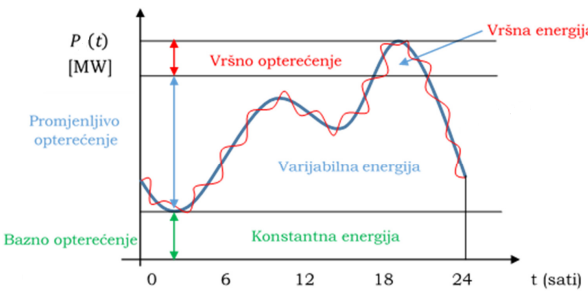 P (t)
[MW]
Vršna energija
Vršno opterećenje
Promjenljivo
opterećenje
Varijabilna energija
Bazno opterećenje
Konstantna energija
0 6 12 18 24 t (sati)